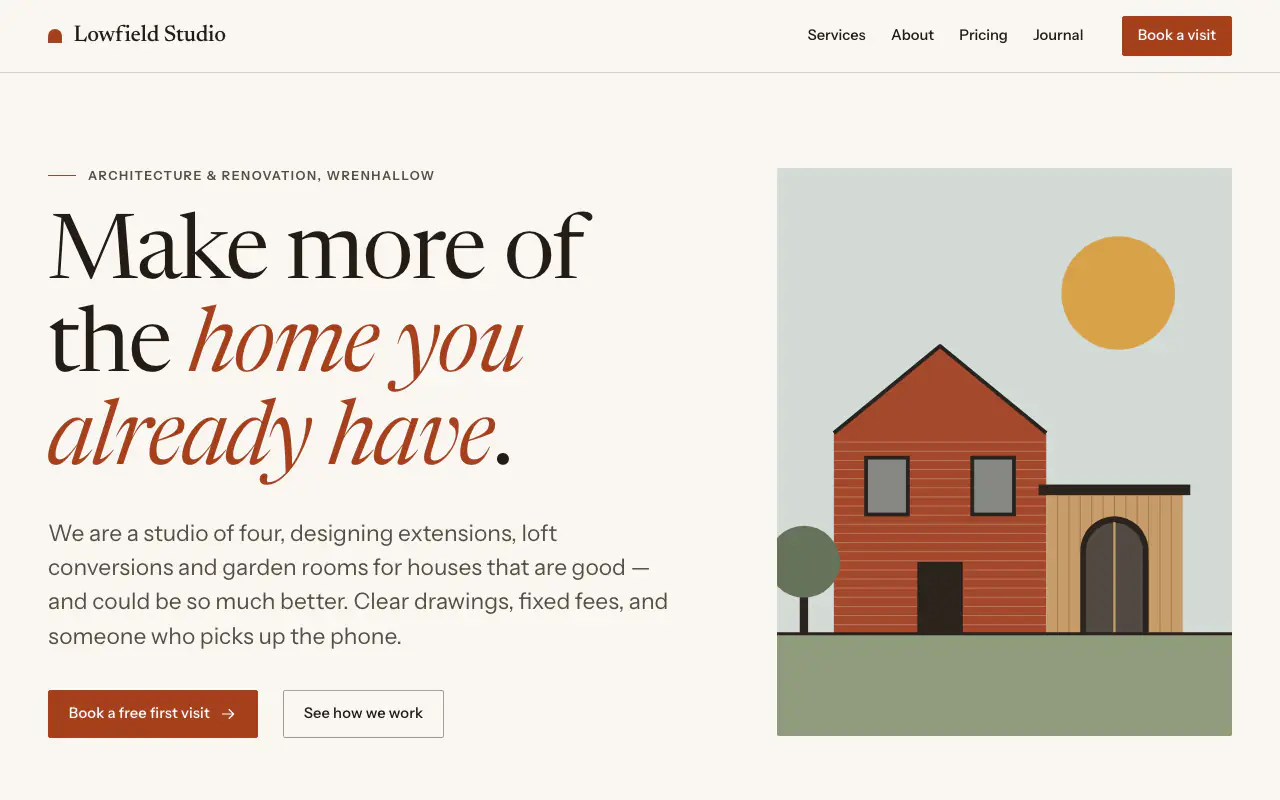 Lowfield Studio
Services
About
Pricing
Journal
Book a visit
ARCHITECTURE & RENOVATION, WRENHALLOW
Make more of
the home you
already have.
We are a studio of four, designing extensions, loft
conversions and garden rooms for houses that are good —
and could be so much better. Clear drawings, fixed fees, and
someone who picks up the phone.
Book a free first visit →
See how we work